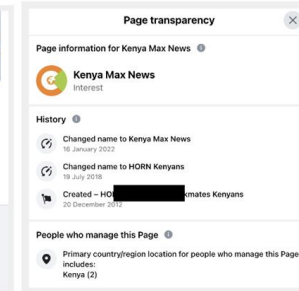 Page transparency
Page information for Kenya Max News
Kenya Max News
Interest
History
Changed name to Kenya Max News
16 January 2022
Changed name to HORN Kenyans
19 July 2018
Created – HO kmates Kenyans
20 December 2012
People who manage this Page
Primary country/region location for people who manage this Page
includes:
Kenya (2)